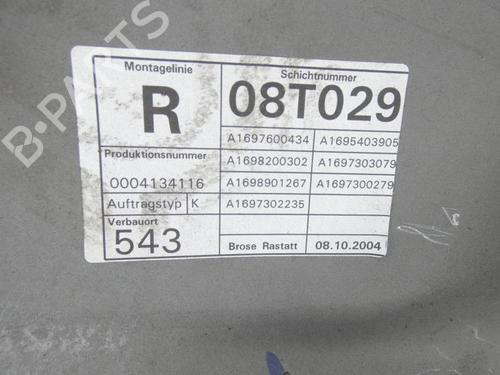 B-PARTS
Montagelinie
R
Schichtnummer
08T029
Produktionsnummer
0004134116
Auftragstyp K
Verbauort
543
A1697600434 A1695403905
A1698200302 A1697303079
A1698901267 A1697300279
A1697302235
Brose Rastatt 08.10.2004